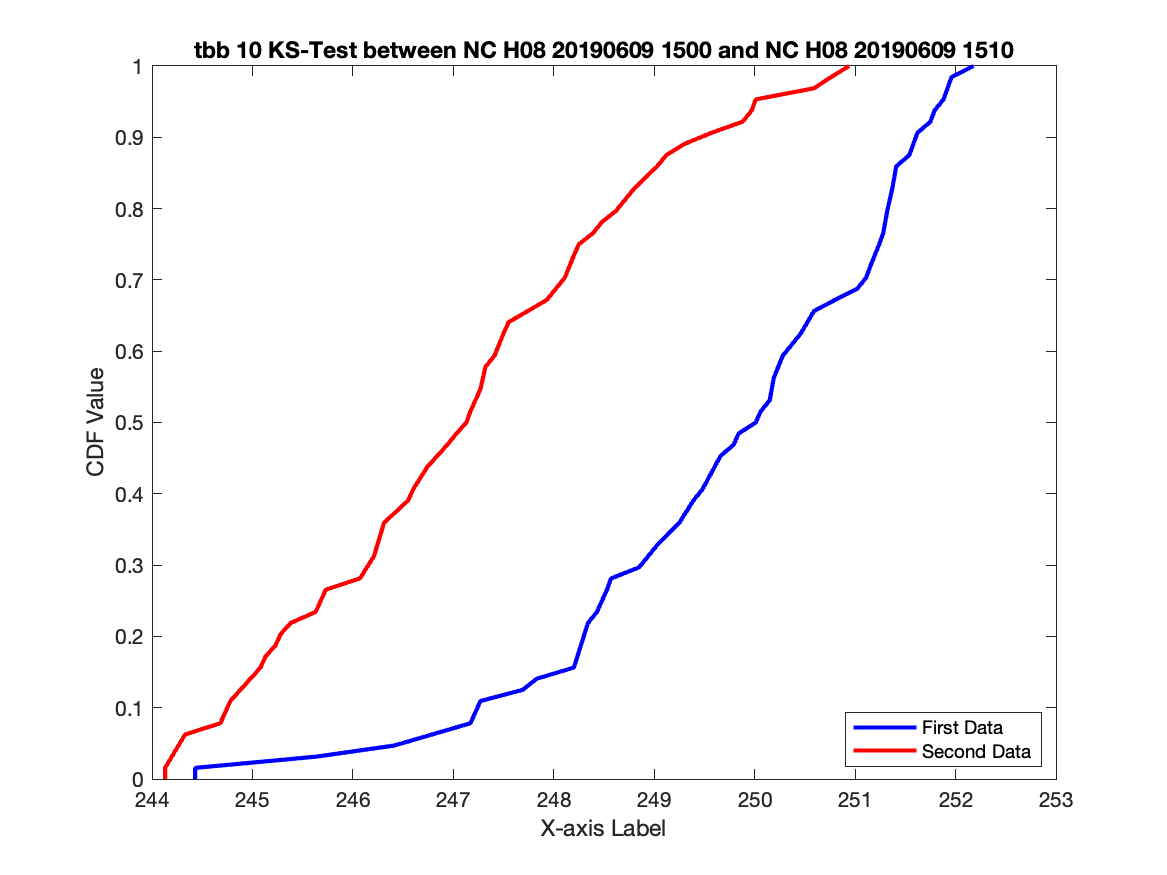 tbb 10 KS-Test between NC H08 20190609 1500 and NC H08 20190609 1510
1
0.9
0.8
0.7
0.6
0.5
0.4
0.3
0.2
0.1
0
CDF Value
244 245 246 247 248 249 250 251 252 253
X-axis Label
First Data
Second Data